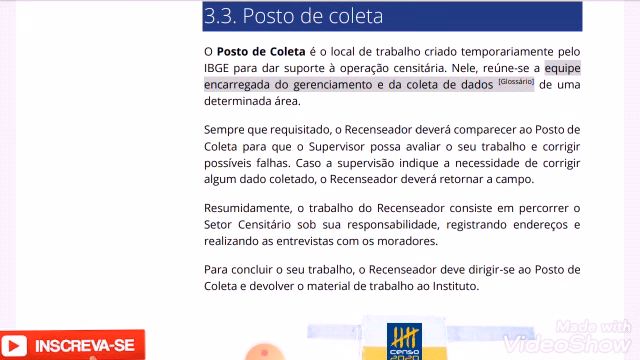 3.3. Posto de coleta
O Posto de Coleta é o local de trabalho criado temporariamente pelo
IBGE para dar suporte à operação censitária. Nele, reúne-se a equipe
encarregada do gerenciamento e da coleta de dados [Glossário] de uma
determinada área.
Sempre que requisitado, o Recenseador deverá comparecer ao Posto de
Coleta para que o Supervisor possa avaliar o seu trabalho e corrigir
possíveis falhas. Caso a supervisão indique a necessidade de corrigir
algum dado coletado, o Recenseador deverá retornar a campo.
Resumidamente, o trabalho do Recenseador consiste em percorrer o
Setor Censitário sob sua responsabilidade, registrando endereços e
realizando as entrevistas com os moradores.
Para concluir o seu trabalho, o Recenseador deve dirigir-se ao Posto de
Coleta e devolver o material de trabalho ao Instituto.
INSCREVA-SE
censo
2020
Made with
VideoShow